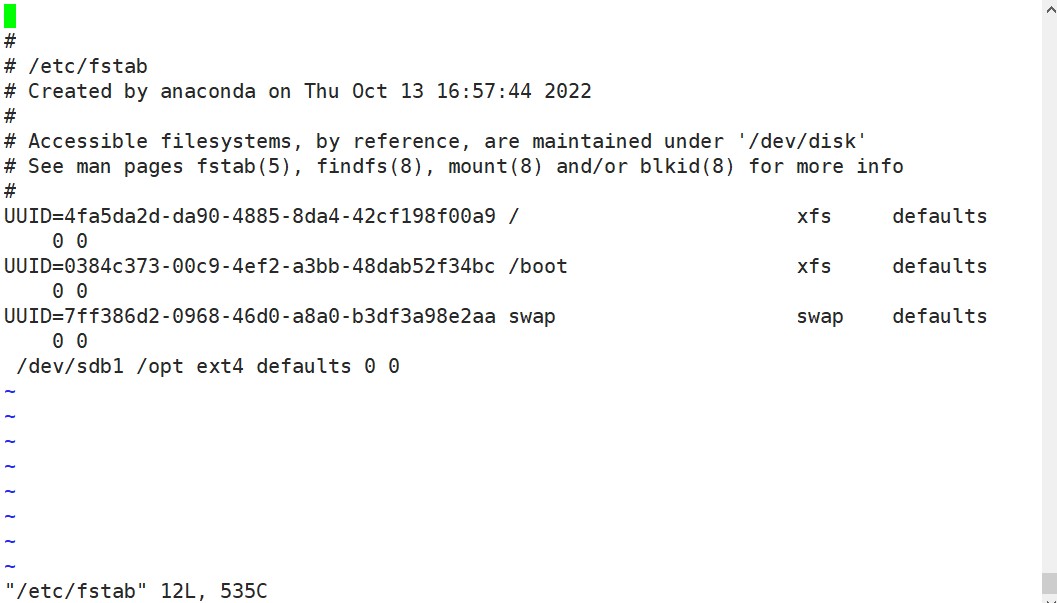 #
# /etc/fstab
# Created by anaconda on Thu Oct 13 16:57:44 2022
#
# Accessible filesystems, by reference, are maintained under '/dev/disk'
# See man pages fstab(5), findfs(8), mount(8) and/or blkid(8) for more info
#
UUID=4fa5da2d-da90-4885-8da4-42cf198f00a9 /                       xfs     defaults
    0 0
UUID=0384c373-00c9-4ef2-a3bb-48dab52f34bc /boot                   xfs     defaults
    0 0
UUID=7ff386d2-0968-46d0-a8a0-b3df3a98e2aa swap                    swap    defaults
    0 0
 /dev/sdb1 /opt ext4 defaults 0 0
~
~
~
~
~
~
~
~
"/etc/fstab" 12L, 535C